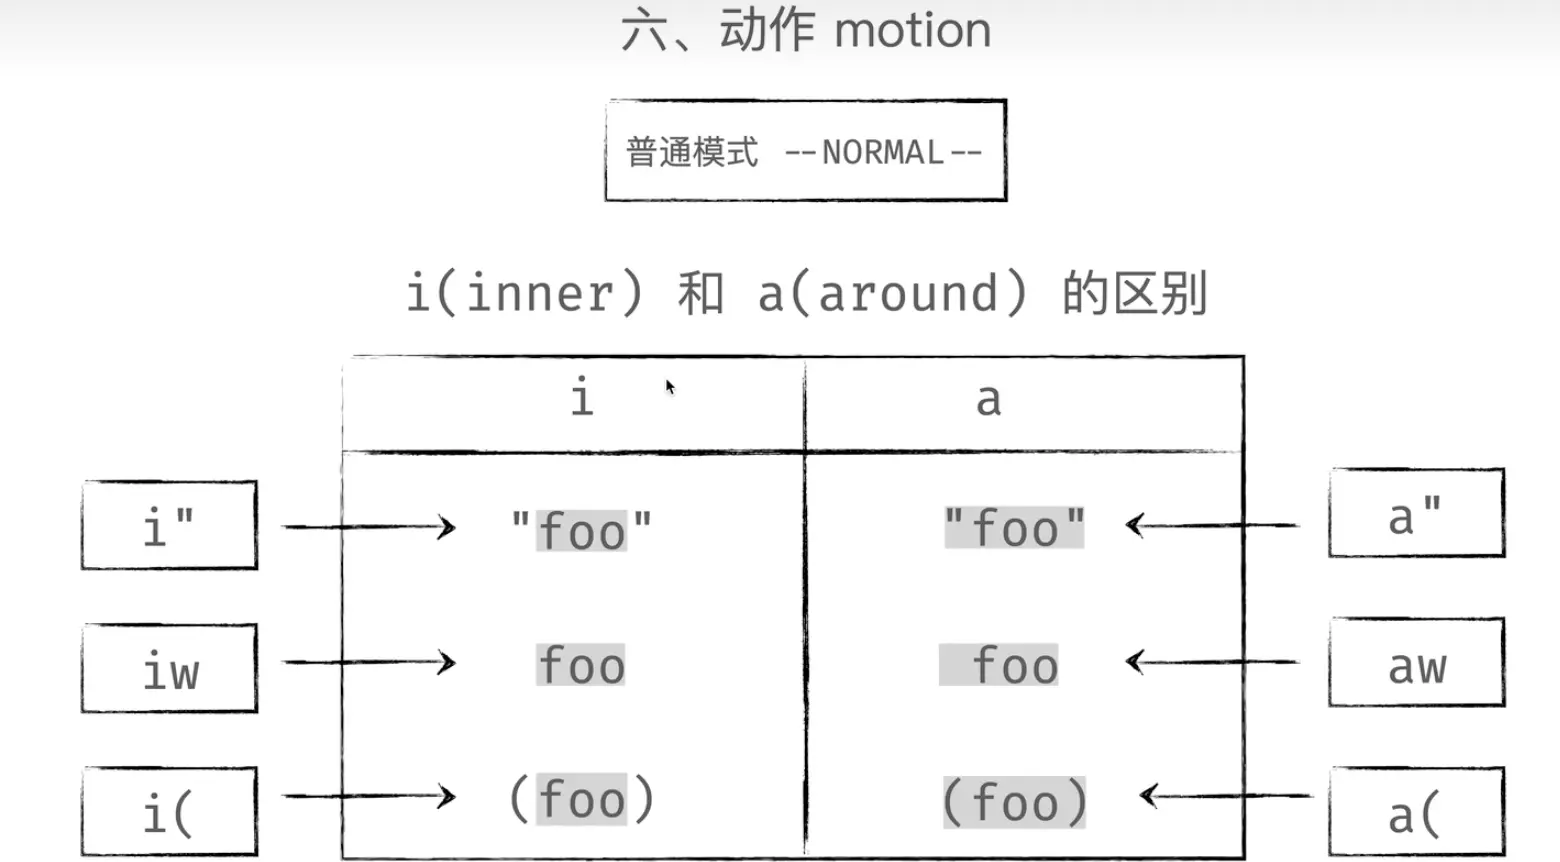 六、动作 motion
普通模式 --NORMAL--
i(inner) 和 a(around) 的区别
i a
i" "foo" "foo" a"
iw foo foo aw
i( (foo) (foo) a(